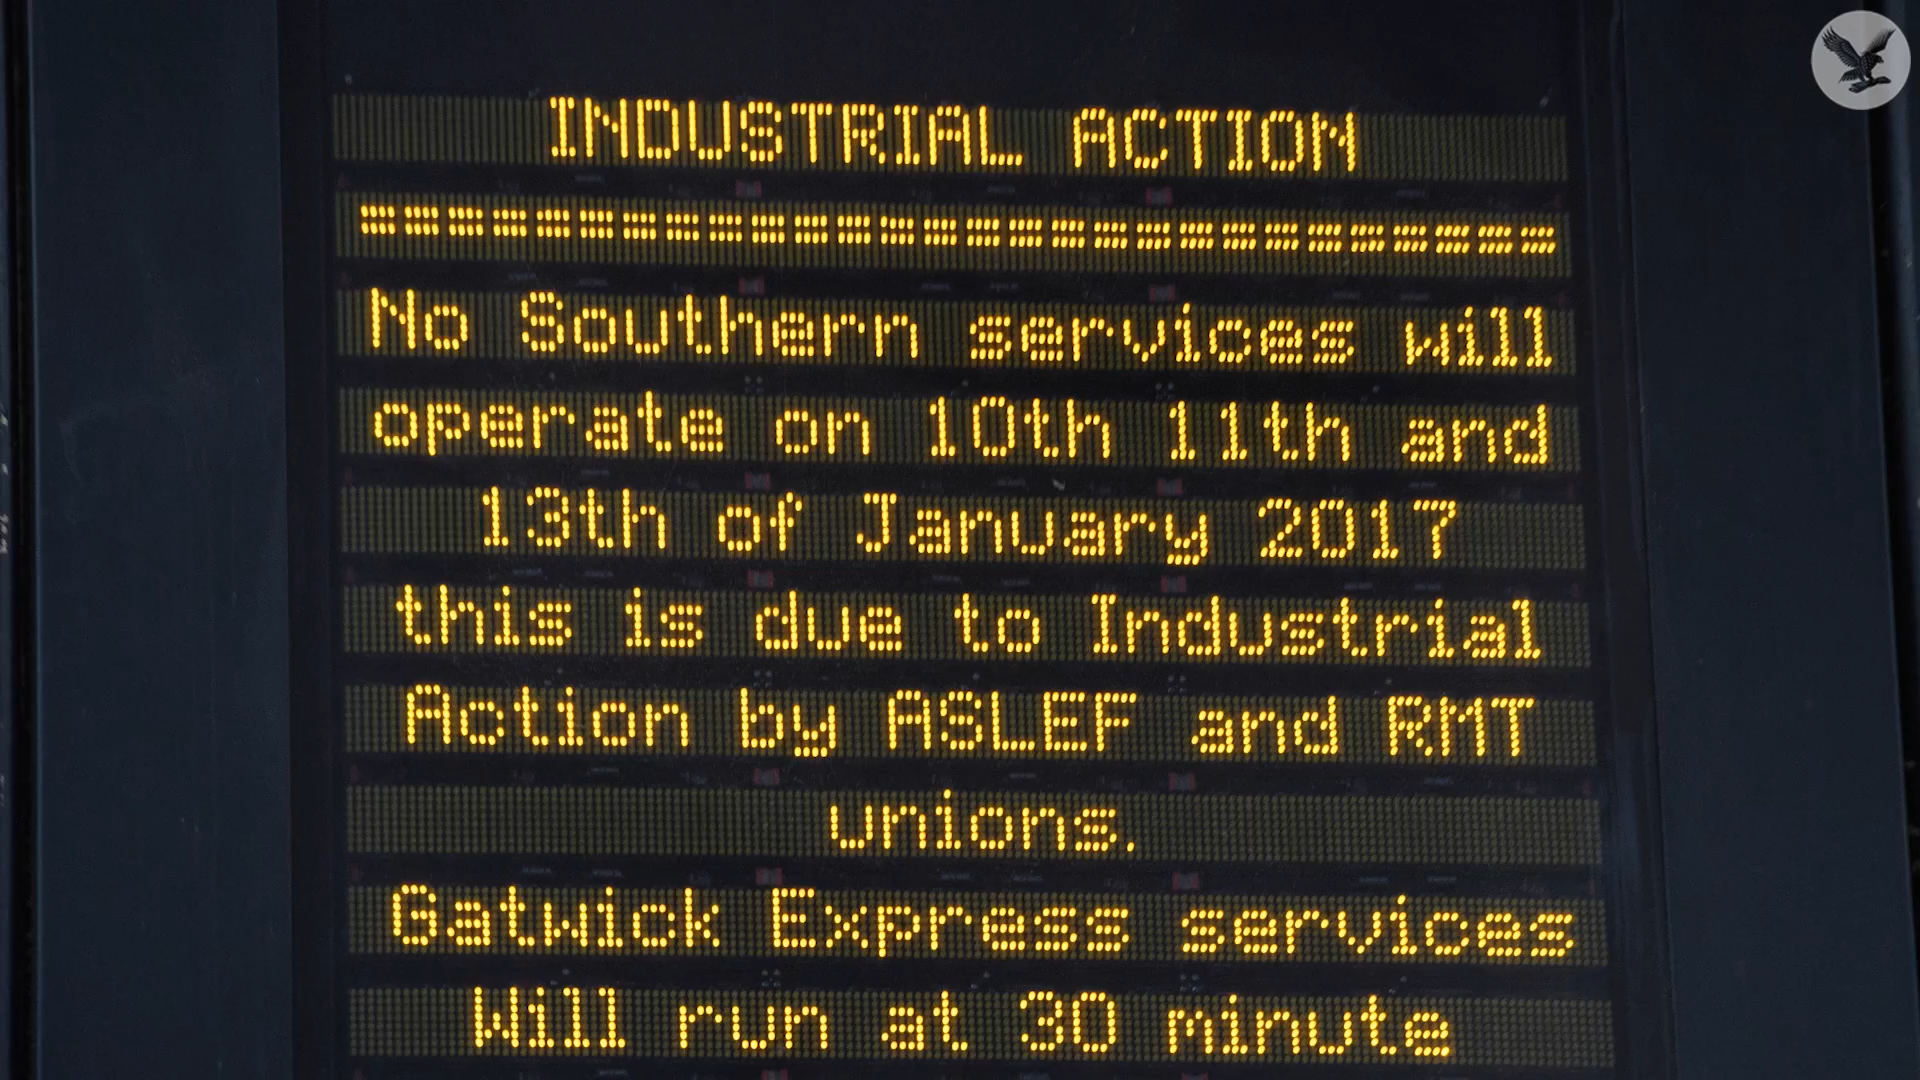 INDUSTRIAL ACTION
============================
No Southern services will
operate on 10th 11th and
13th of January 2017
this is due to Industrial
Action by ASLEF and RMT
unions.
Gatwick Express services
Will run at 30 minute